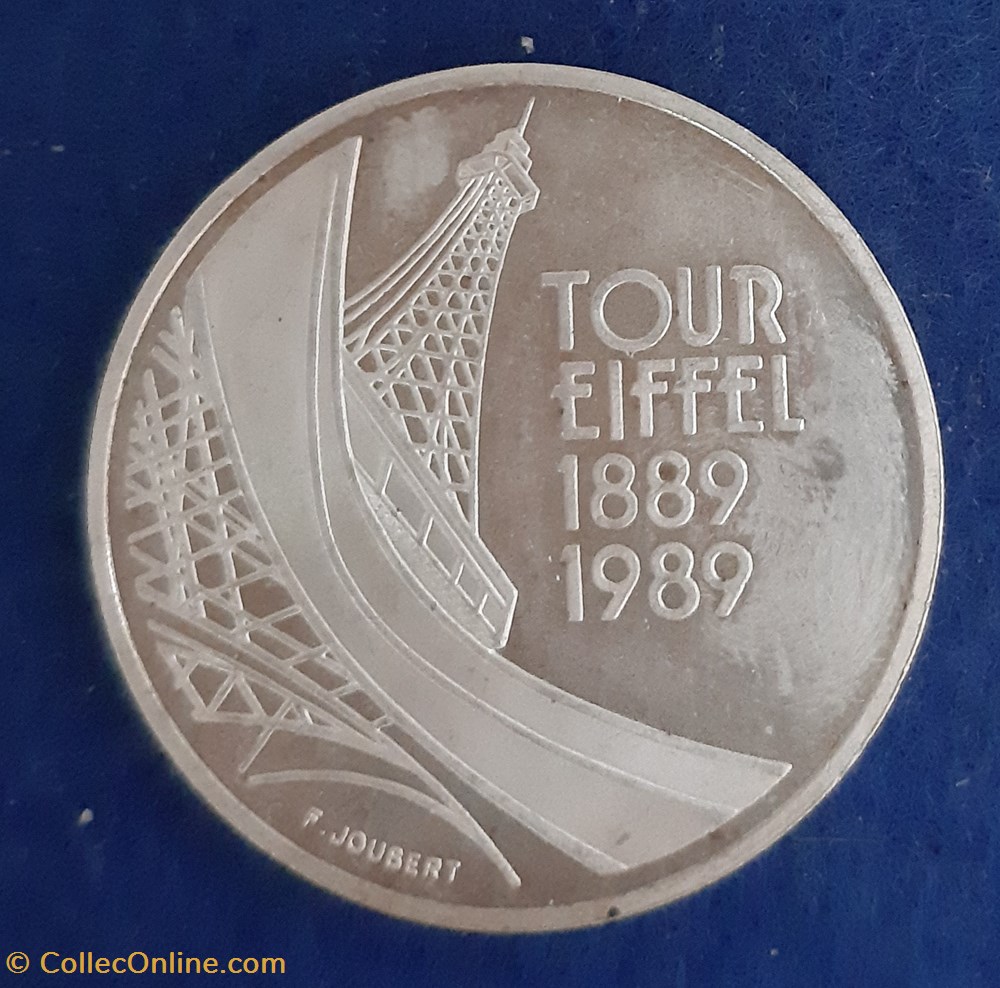 TOUR
EIFFEL
1889
1989
F. JOUBERT
© CollecOnline.com